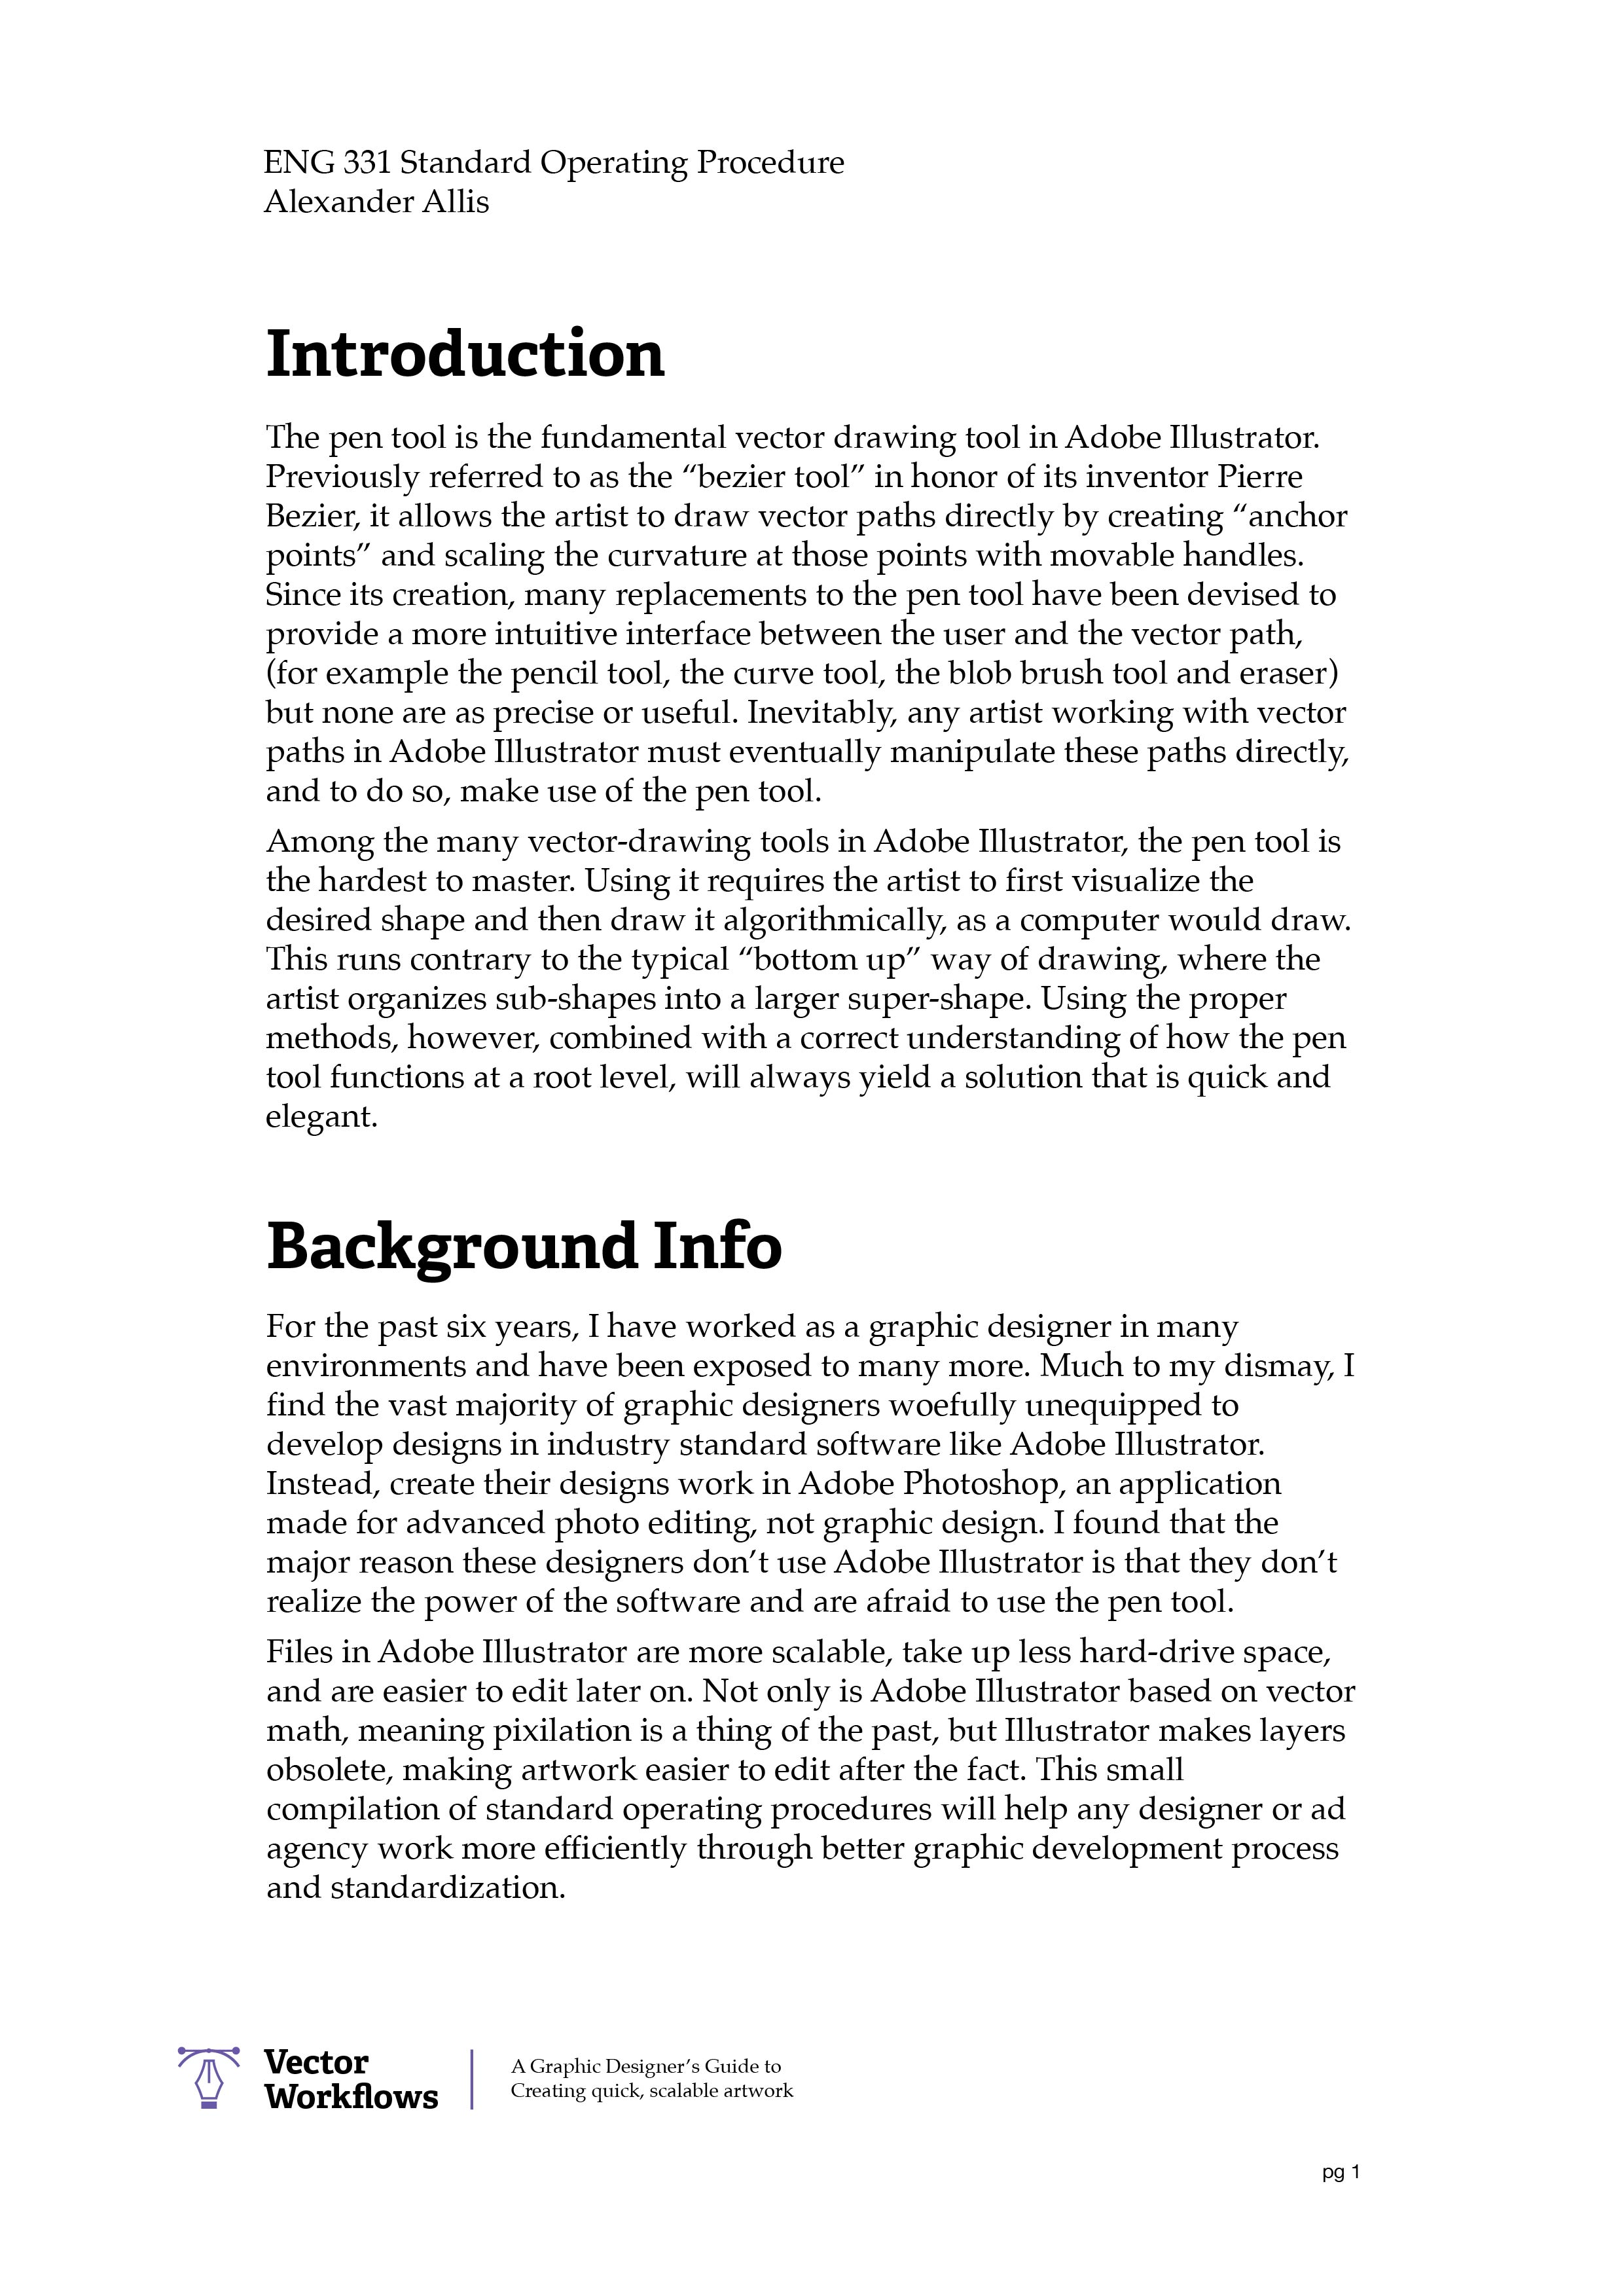 ENG 331 Standard Operating Procedure
Alexander Allis
Introduction
The pen tool is the fundamental vector drawing tool in Adobe Illustrator.
Previously referred to as the “bezier tool” in honor of its inventor Pierre
Bezier, it allows the artist to draw vector paths directly by creating “anchor
points” and scaling the curvature at those points with movable handles.
Since its creation, many replacements to the pen tool have been devised to
provide a more intuitive interface between the user and the vector path,
(for example the pencil tool, the curve tool, the blob brush tool and eraser)
but none are as precise or useful. Inevitably, any artist working with vector
paths in Adobe Illustrator must eventually manipulate these paths directly,
and to do so, make use of the pen tool.
Among the many vector-drawing tools in Adobe Illustrator, the pen tool is
the hardest to master. Using it requires the artist to first visualize the
desired shape and then draw it algorithmically, as a computer would draw.
This runs contrary to the typical “bottom up” way of drawing, where the
artist organizes sub-shapes into a larger super-shape. Using the proper
methods, however, combined with a correct understanding of how the pen
tool functions at a root level, will always yield a solution that is quick and
elegant.
Background Info
For the past six years, I have worked as a graphic designer in many
environments and have been exposed to many more. Much to my dismay, I
find the vast majority of graphic designers woefully unequipped to
develop designs in industry standard software like Adobe Illustrator.
Instead, create their designs work in Adobe Photoshop, an application
made for advanced photo editing, not graphic design. I found that the
major reason these designers don’t use Adobe Illustrator is that they don’t
realize the power of the software and are afraid to use the pen tool.
Files in Adobe Illustrator are more scalable, take up less hard-drive space,
and are easier to edit later on. Not only is Adobe Illustrator based on vector
math, meaning pixilation is a thing of the past, but Illustrator makes layers
obsolete, making artwork easier to edit after the fact. This small
compilation of standard operating procedures will help any designer or ad
agency work more efficiently through better graphic development process
and standardization.
Vector
Workflows
A Graphic Designer’s Guide to
Creating quick, scalable artwork
pg 1